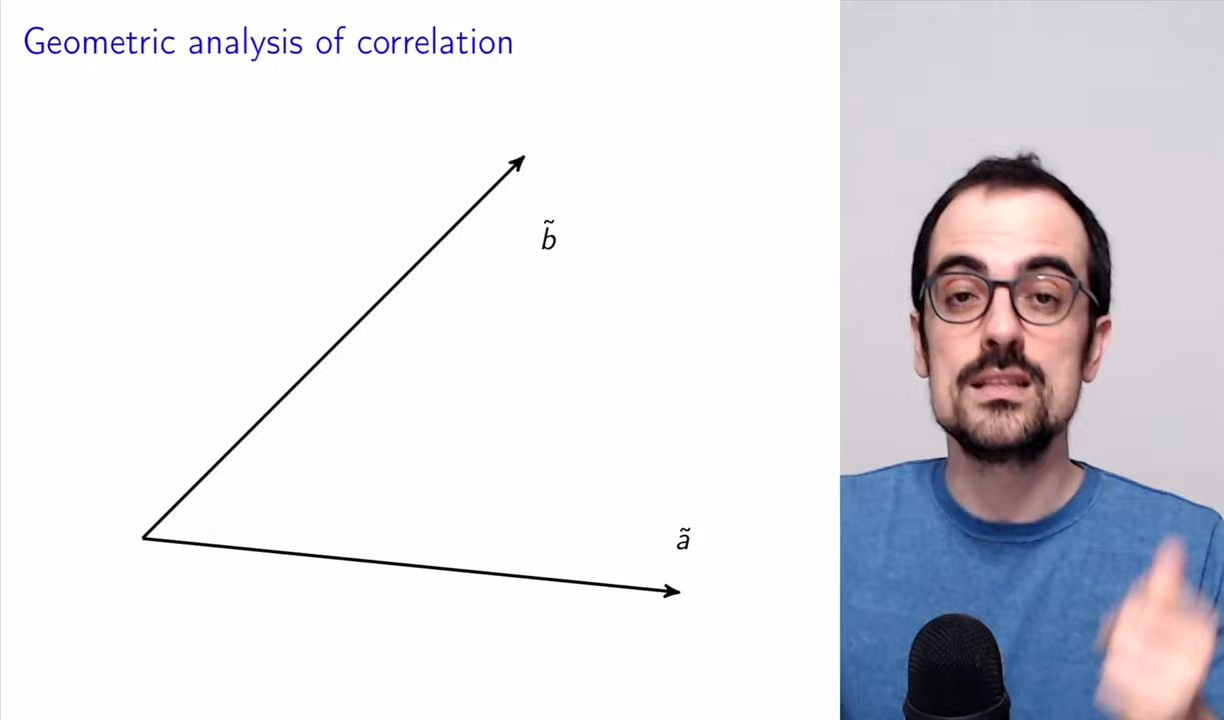 Geometric analysis of correlation
b̃
ã